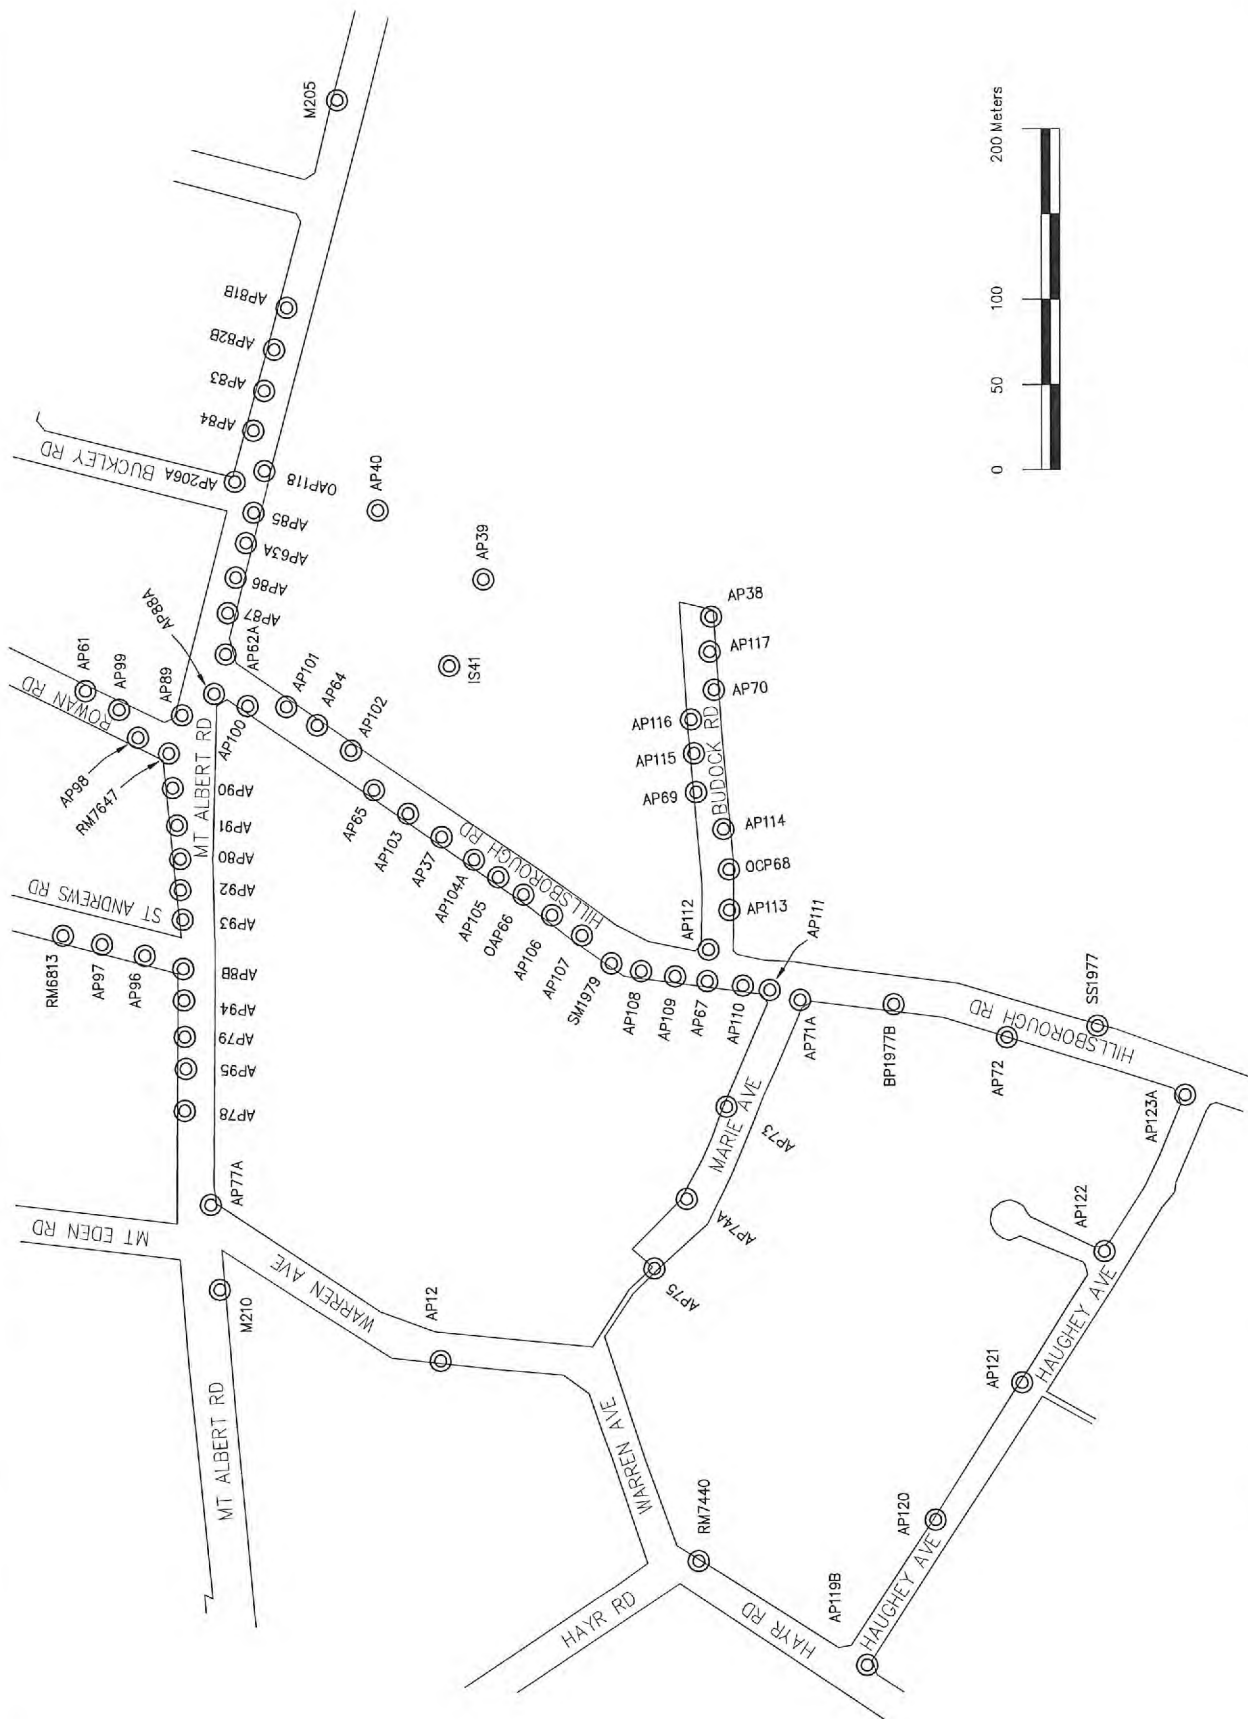 M205
AP81B
AP82B
AP83
AP84
AP206A
BUCKLEY RD
OAP118
AP85
AP63A
AP86
AP87
AP62A
AP88A
AP40
AP39
IS41
AP61
AP99
ROWAN RD
AP89
AP98
RM7647
MT ALBERT RD
AP100
AP101
AP64
AP102
AP90
AP91
AP80
AP92
AP93
ST ANDREWS RD
RM6813
AP97
AP96
AP8B
AP94
AP79
AP95
AP78
AP77A
MT EDEN RD
M210
MT ALBERT RD
WARREN AVE
AP12
AP65
AP103
AP37
AP104A
AP105
OAP66
AP106
AP107
SM1979
HILLSBOROUGH RD
AP108
AP109
AP67
AP110
AP111
AP112
AP38
AP117
AP70
AP116
AP115
AP69
BUDOCK RD
AP114
OCP68
AP113
AP71A
BP1977B
AP72
SS1977
HILLSBOROUGH RD
AP123A
MARIE AVE
AP73
AP74A
AP75
WARREN AVE
RM7440
HAYR RD
HAYR RD
AP119B
HAUGHEY AVE
AP120
AP121
HAUGHEY AVE
AP122
0
50
100
200 Meters